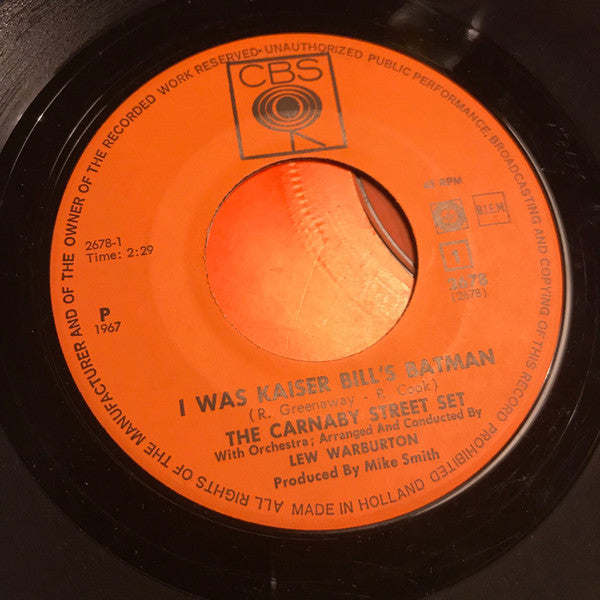 ALL RIGHTS OF THE MANUFACTURER AND OF THE OWNER OF THE RECORDED WORK RESERVED • UNAUTHORIZED PUBLIC PERFORMANCE, BROADCASTING AND COPYING OF THIS RECORD PROHIBITED
CBS
45 RPM
BIEM
2678-1
Time: 2:29
1
2678
(2678)
P
1967
I WAS KAISER BILL'S BATMAN
(R. Greenaway - R. Cook)
THE CARNABY STREET SET
With Orchestra; Arranged And Conducted By
LEW WARBURTON
Produced By Mike Smith
MADE IN HOLLAND